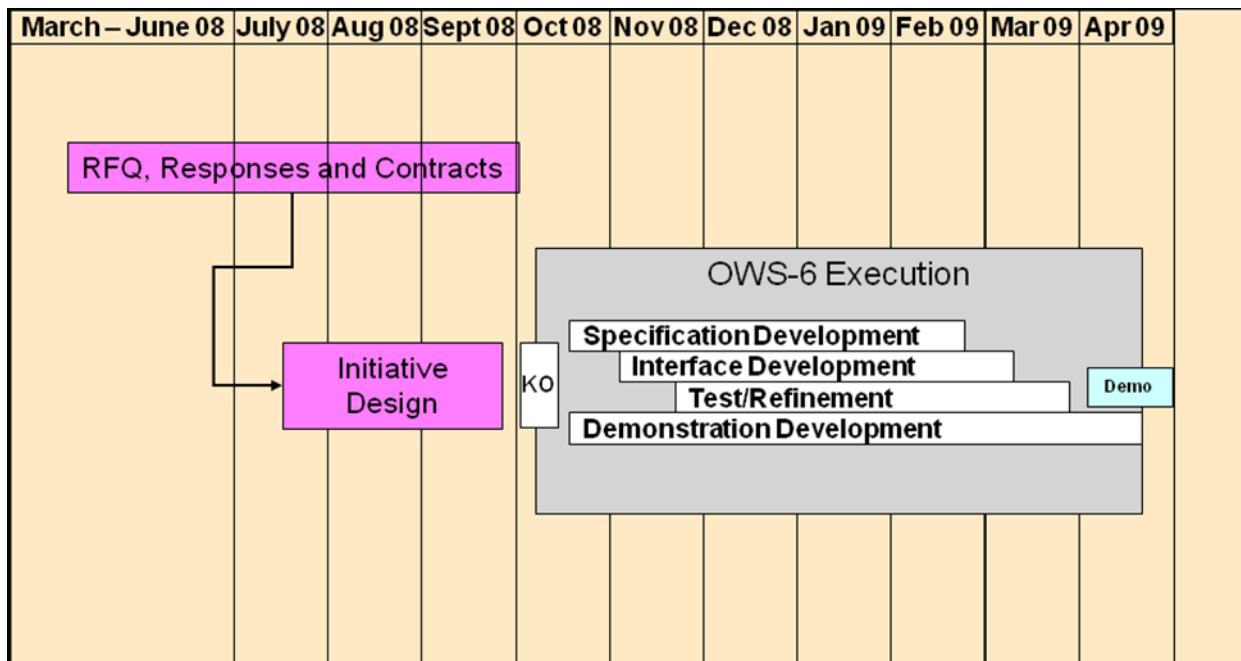 March – June 08 July 08 Aug 08 Sept 08 Oct 08 Nov 08 Dec 08 Jan 09 Feb 09 Mar 09 Apr 09
RFQ, Responses and Contracts
OWS-6 Execution
Specification Development
Interface Development
Test/Refinement
Demonstration Development
Initiative
Design
KO
Demo